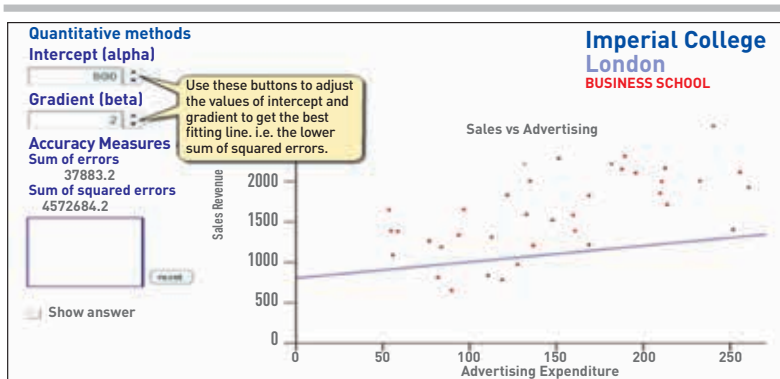 Quantitative methods
Intercept (alpha)
800
Gradient (beta)
2
Use these buttons to adjust
the values of intercept and
gradient to get the best
fitting line. i.e. the lower
sum of squared errors.
Accuracy Measures
Sum of errors
37883.2
Sum of squared errors
4572684.2
reset
Show answer
Imperial College
London
BUSINESS SCHOOL
Sales vs Advertising
Sales Revenue
2000
1500
1000
500
0
0 50 100 150 200 250
Advertising Expenditure